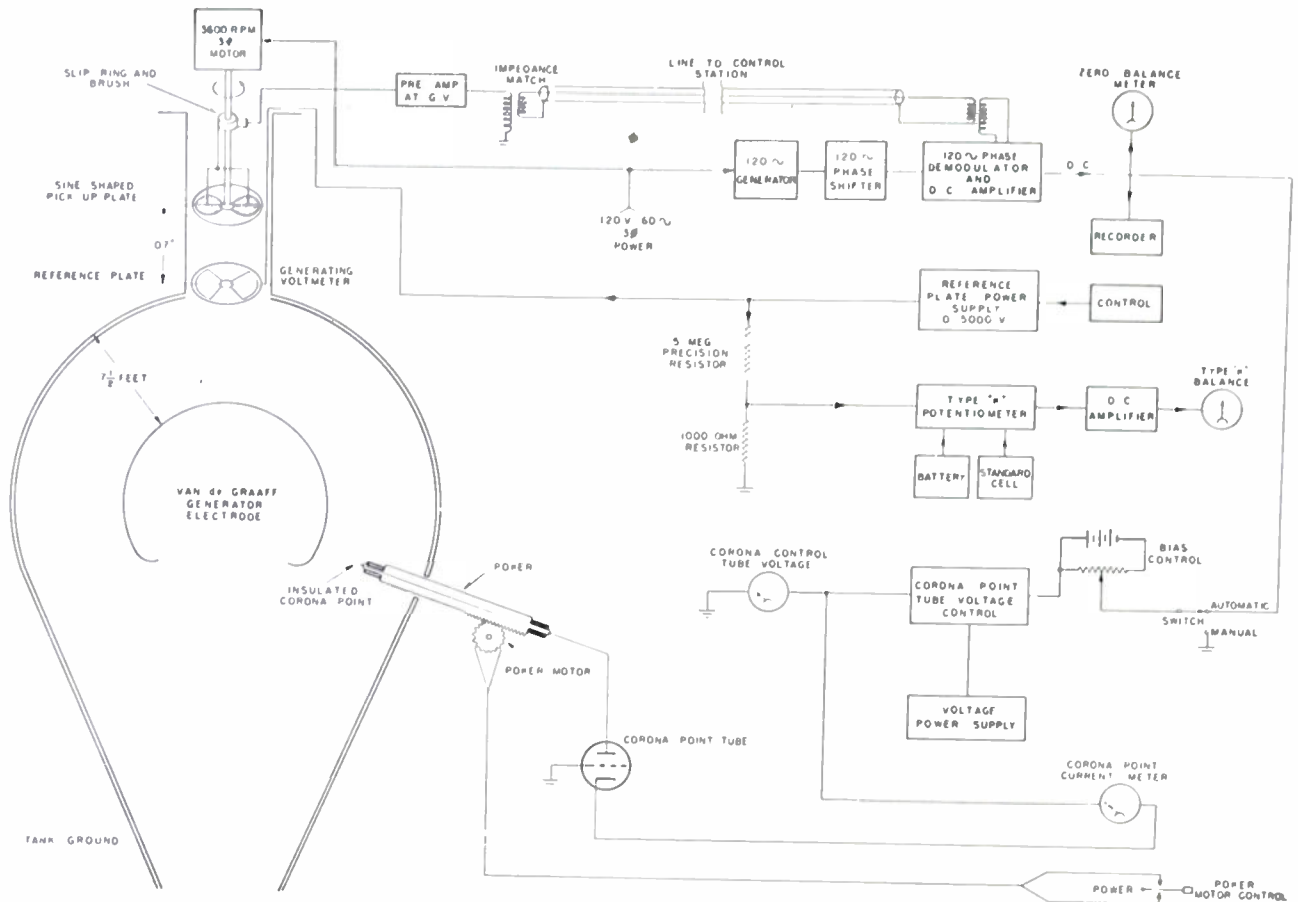 3600 RPM
3Ø
MOTOR
SLIP RING AND
BRUSH
PRE AMP
AT G V
IMPEDANCE
MATCH
LINE TO CONTROL
STATION
ZERO BALANCE
METER
SINE SHAPED
PICK UP PLATE
120 ~
GENERATOR
120 ~
PHASE
SHIFTER
120 ~ PHASE
DEMODULATOR
AND
D C AMPLIFIER
D C
120 V 60 ~
3Ø
POWER
RECORDER
07"
REFERENCE PLATE
GENERATING
VOLTMETER
REFERENCE
PLATE POWER
SUPPLY
0 5000 V
CONTROL
5 MEG
PRECISION
RESISTOR
7 1/2 FEET
TYPE "K"
POTENTIOMETER
D C
AMPLIFIER
TYPE "K"
BALANCE
1000 OHM
RESISTOR
BATTERY
STANDARD
CELL
VAN de GRAAFF
GENERATOR
ELECTRODE
CORONA CONTROL
TUBE VOLTAGE
CORONA POINT
TUBE VOLTAGE
CONTROL
BIAS
CONTROL
INSULATED
CORONA POINT
POWER
AUTOMATIC
SWITCH
MANUAL
POWER MOTOR
VOLTAGE
POWER SUPPLY
CORONA POINT TUBE
CORONA POINT
CURRENT METER
TANK GROUND
POWER
POWER
MOTOR CONTROL